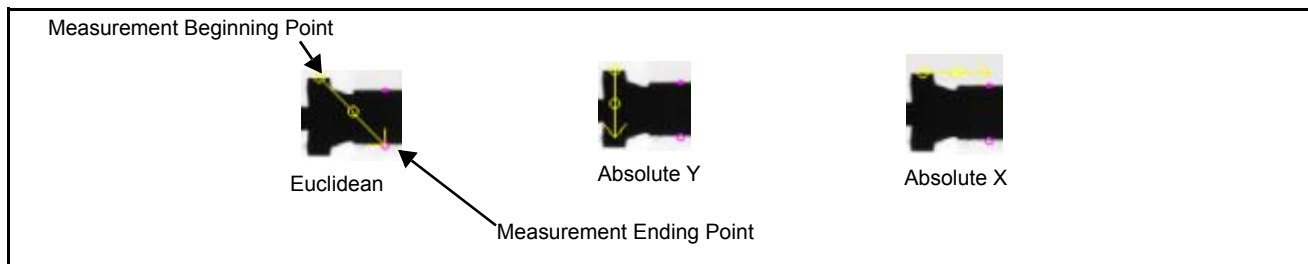 Measurement Beginning Point
Euclidean
Absolute Y
Absolute X
Measurement Ending Point